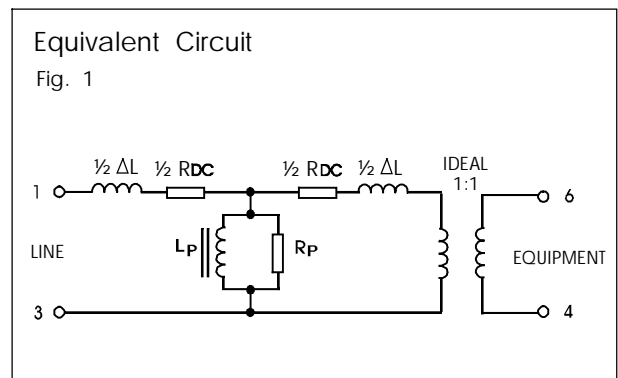 Equivalent Circuit
Fig. 1
½ ΔL ½ RDC ½ RDC ½ ΔL IDEAL
1:1
1 6
LP RP
LINE EQUIPMENT
3 4